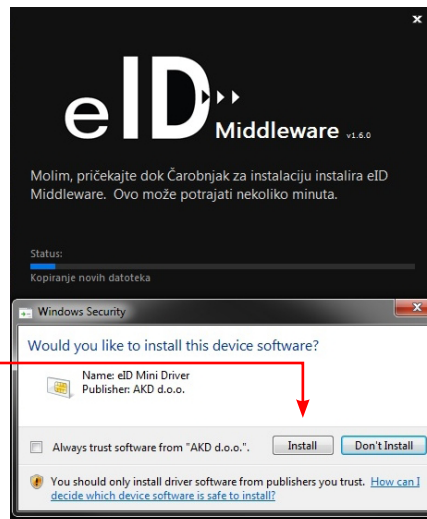 eID
Middleware v1.6.0
Molim, pričekajte dok Čarobnjak za instalaciju instalira eID
Middleware. Ovo može potrajati nekoliko minuta.
Status:
Kopiranje novih datoteka
Windows Security
Would you like to install this device software?
Name: eID Mini Driver
Publisher: AKD d.o.o.
Always trust software from "AKD d.o.o.".
Install
Don't Install
You should only install driver software from publishers you trust. How can I
decide which device software is safe to install?